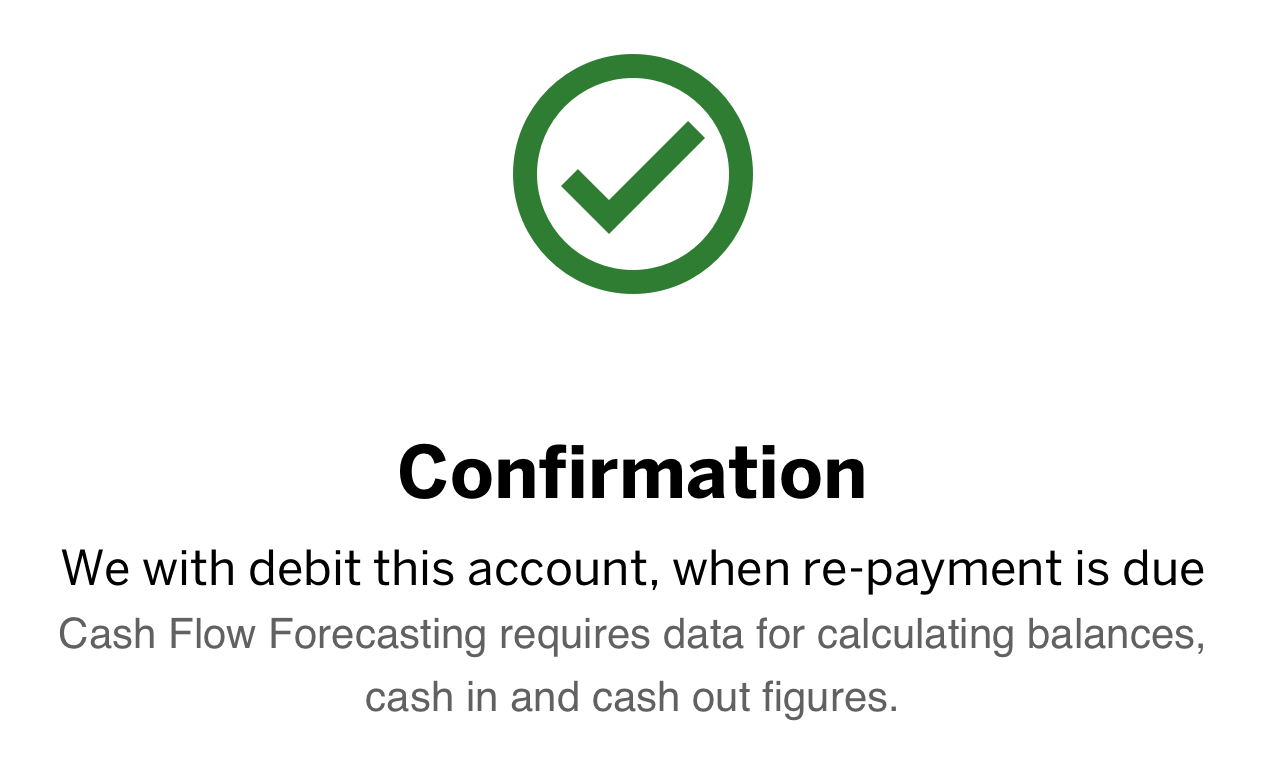 Confirmation
We with debit this account, when re-payment is due
Cash Flow Forecasting requires data for calculating balances,
cash in and cash out figures.